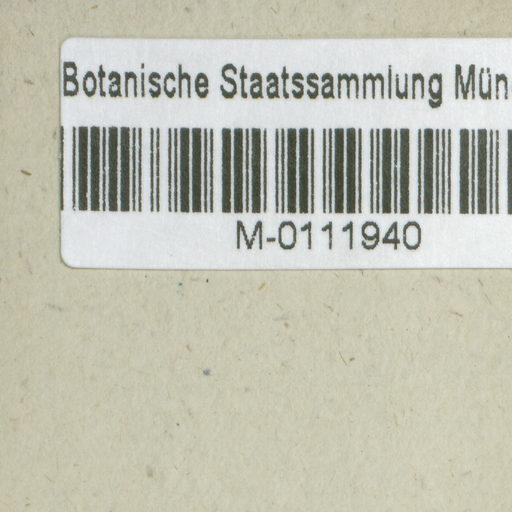 Botanische Staatssammlung Mün
M-0111940